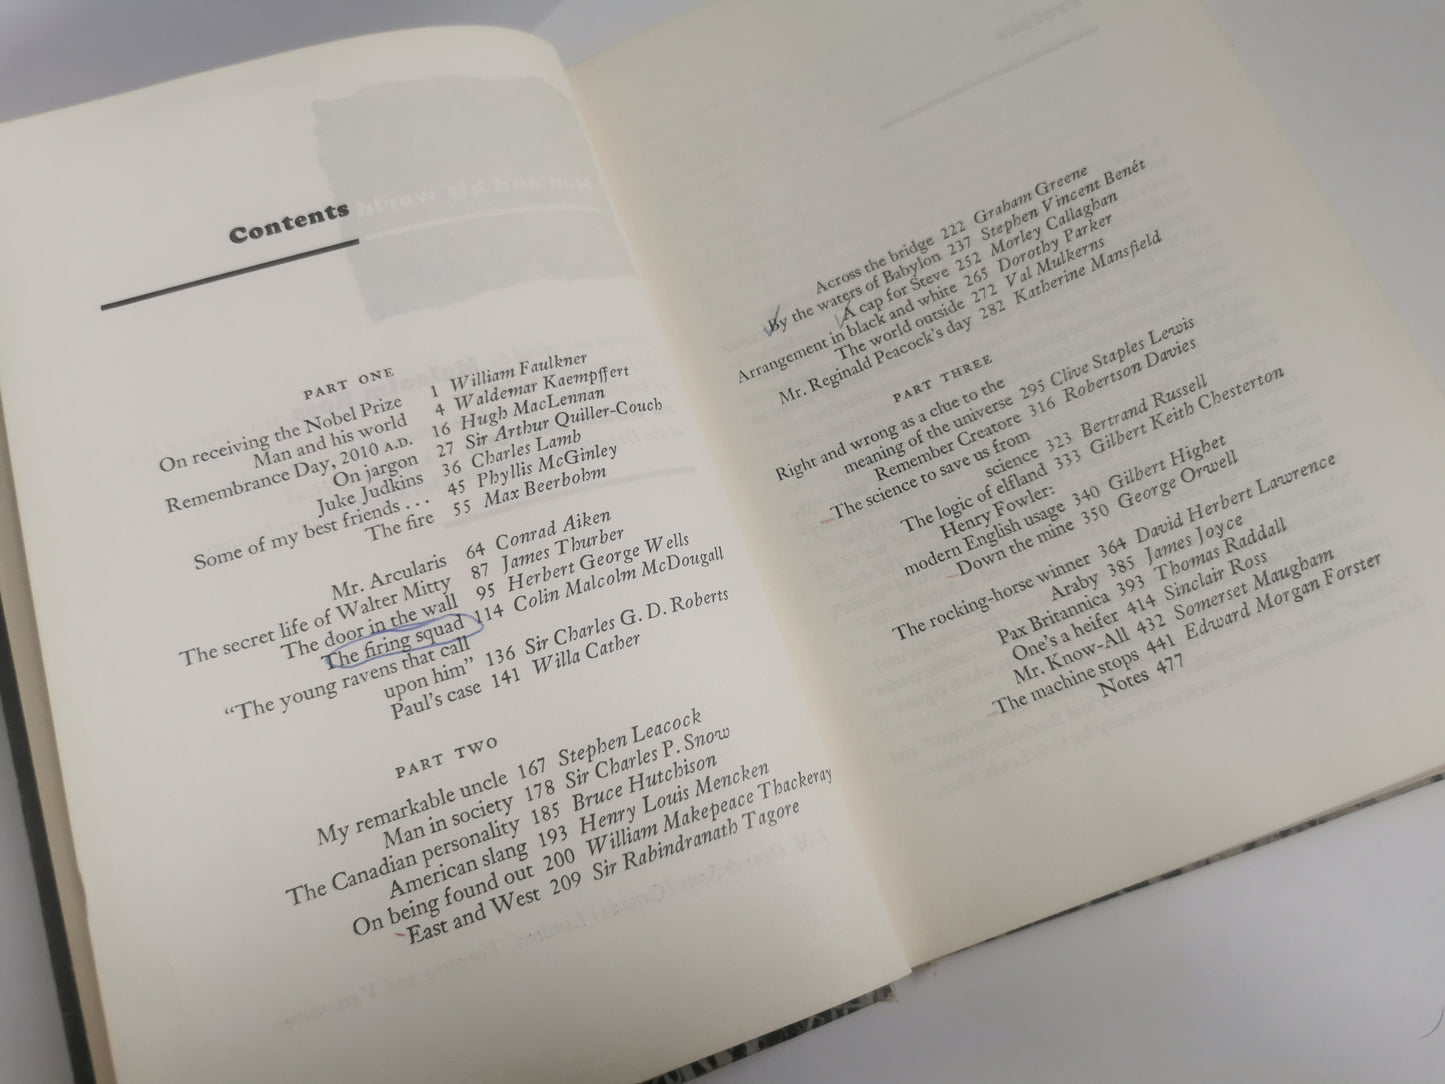 Contents
PART ONE
On receiving the Nobel Prize 1 William Faulkner
Man and his world 4 Waldemar Kaempffert
Remembrance Day, 2010 A.D. 16 Hugh MacLennan
On jargon 27 Sir Arthur Quiller-Couch
Juke Judkins 36 Charles Lamb
Some of my best friends . . . 45 Phyllis McGinley
The fire 55 Max Beerbohm
Mr. Arcularis 64 Conrad Aiken
The secret life of Walter Mitty 87 James Thurber
The door in the wall 95 Herbert George Wells
The firing squad 114 Colin Malcolm McDougall
“The young ravens that call
upon him” 136 Sir Charles G. D. Roberts
Paul's case 141 Willa Cather
PART TWO
My remarkable uncle 167 Stephen Leacock
Man in society 178 Sir Charles P. Snow
The Canadian personality 185 Bruce Hutchison
American slang 193 Henry Louis Mencken
On being found out 200 William Makepeace Thackeray
East and West 209 Sir Rabindranath Tagore
Across the bridge 222 Graham Greene
By the waters of Babylon 237 Stephen Vincent Benét
A cap for Steve 252 Morley Callaghan
Arrangement in black and white 265 Dorothy Parker
The world outside 272 Val Mulkerns
Mr. Reginald Peacock's day 282 Katherine Mansfield
PART THREE
Right and wrong as a clue to the
meaning of the universe 295 Clive Staples Lewis
Remember Creatore 316 Robertson Davies
The science to save us from
science 323 Bertrand Russell
The logic of elfland 333 Gilbert Keith Chesterton
Henry Fowler:
modern English usage 340 Gilbert Highet
Down the mine 350 George Orwell
The rocking-horse winner 364 David Herbert Lawrence
Araby 385 James Joyce
Pax Britannica 393 Thomas Raddall
One's a heifer 414 Sinclair Ross
Mr. Know-All 432 Somerset Maugham
The machine stops 441 Edward Morgan Forster
Notes 477